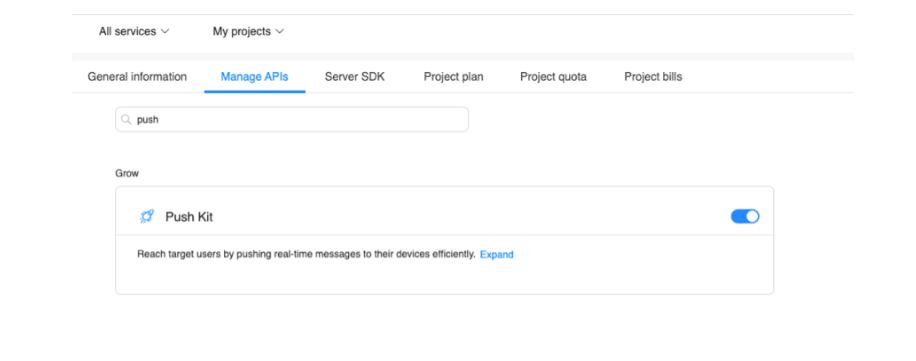 All services My projects
General information Manage APIs Server SDK Project plan Project quota Project bills
push
Grow
Push Kit
Reach target users by pushing real-time messages to their devices efficiently. Expand